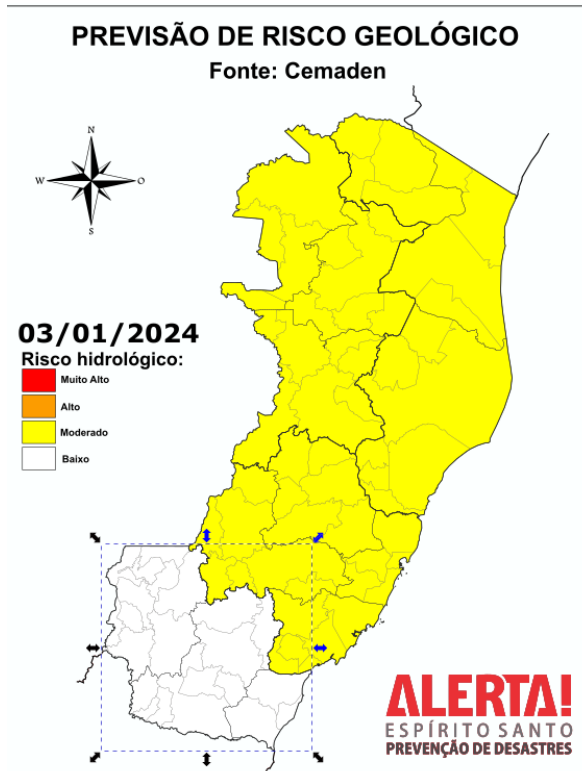 PREVISÃO DE RISCO GEOLÓGICO
Fonte: Cemaden
N
W
O
S
03/01/2024
Risco hidrológico:
Muito Alto
Alto
Moderado
Baixo
ALERTA!
ESPÍRITO SANTO
PREVENÇÃO DE DESASTRES